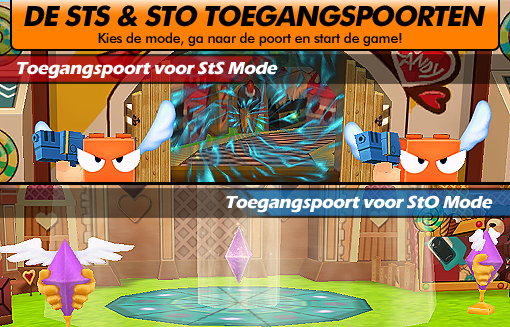 DE STS & STO TOEGANGSPOORTEN
Kies de mode, ga naar de poort en start de game!
Toegangspoort voor StS Mode
CANDY
Toegangspoort voor StO Mode